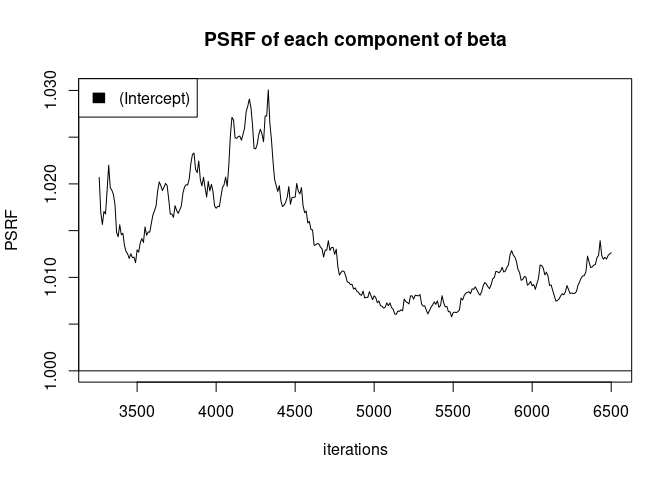 PSRF of each component of beta
(Intercept)
PSRF
1.030
1.020
1.010
1.000
3500 4000 4500 5000 5500 6000 6500
iterations